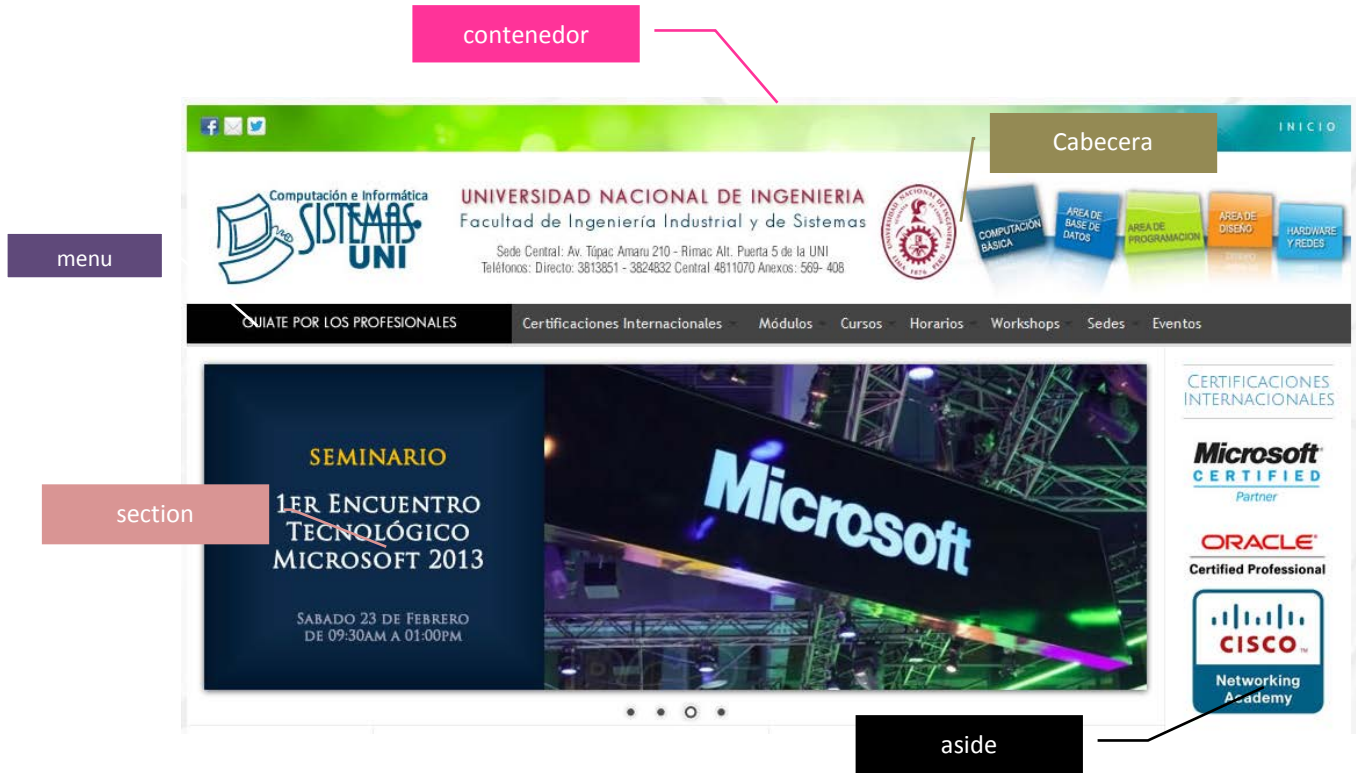 contenedor
INICIO
Cabecera
Computación e Informática
SISTEMAS
UNI
UNIVERSIDAD NACIONAL DE INGENIERIA
Facultad de Ingeniería Industrial y de Sistemas
Sede Central: Av. Túpac Amaru 210 - Rimac Alt. Puerta 5 de la UNI
Teléfonos: Directo: 3813851 - 3824832 Central 4811070 Anexos: 569- 408
COMPUTACIÓN BÁSICA
AREA DE BASE DE DATOS
AREA DE PROGRAMACION
AREA DE DISEÑO
HARDWARE Y REDES
menu
GUIATE POR LOS PROFESIONALES
Certificaciones Internacionales
Módulos
Cursos
Horarios
Workshops
Sedes
Eventos
SEMINARIO
1ER ENCUENTRO
TECNOLÓGICO
MICROSOFT 2013
SABADO 23 DE FEBRERO
DE 09:30AM A 01:00PM
Microsoft
section
CERTIFICACIONES
INTERNACIONALES
Microsoft
CERTIFIED
Partner
ORACLE
Certified Professional
CISCO
Networking
Academy
aside